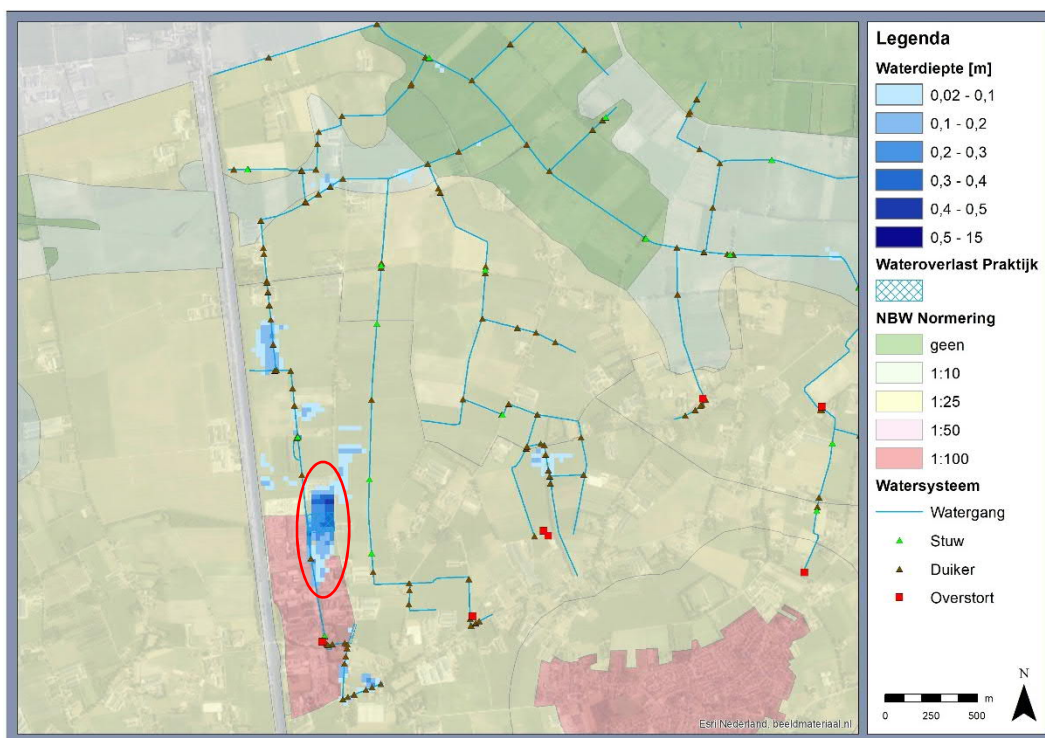 Legenda
Waterdiepte [m]
0,02 - 0,1
0,1 - 0,2
0,2 - 0,3
0,3 - 0,4
0,4 - 0,5
0,5 - 15
Wateroverlast Praktijk
NBW Normering
geen
1:10
1:25
1:50
1:100
Watersysteem
Watergang
Stuw
Duiker
Overstort
N
m
0 250 500
Esri Nederland, beeldmateriaal.nl